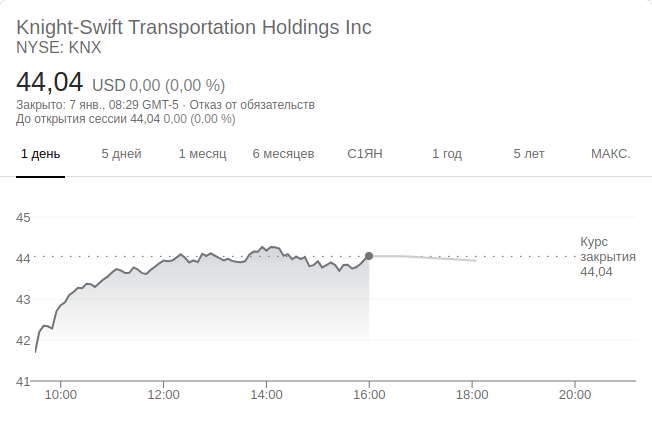 Knight-Swift Transportation Holdings Inc
NYSE: KNX
44,04 USD 0,00 (0,00 %)
Закрыто: 7 янв., 08:29 GMT-5 · Отказ от обязательств
До открытия сессии 44,04 0,00 (0,00 %)
1 день 5 дней 1 месяц 6 месяцев С1ЯН 1 год 5 лет МАКС.
45
44
43
42
41
Курс
закрытия
44,04
10:00 12:00 14:00 16:00 18:00 20:00